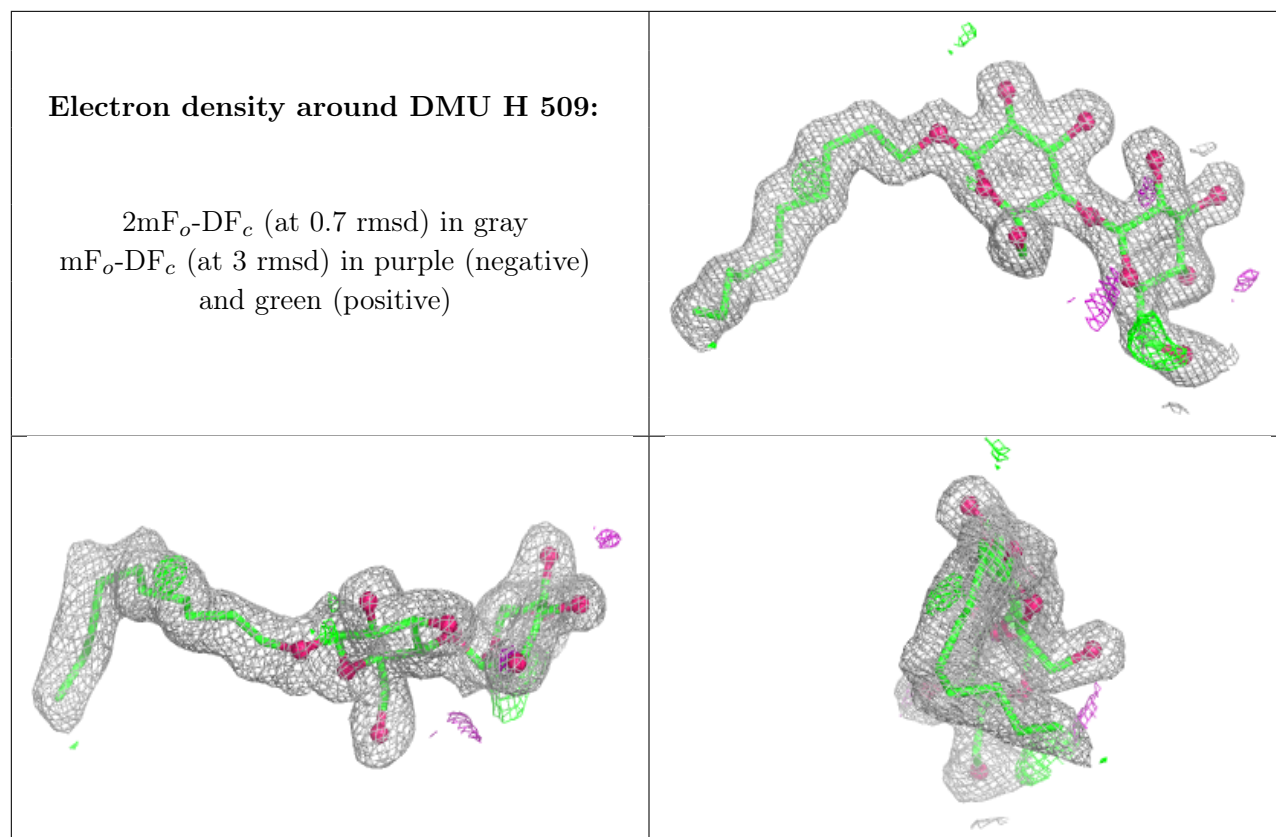 Electron density around DMU H 509:
2mFo-DFc (at 0.7 rmsd) in gray
mFo-DFc (at 3 rmsd) in purple (negative)
and green (positive)